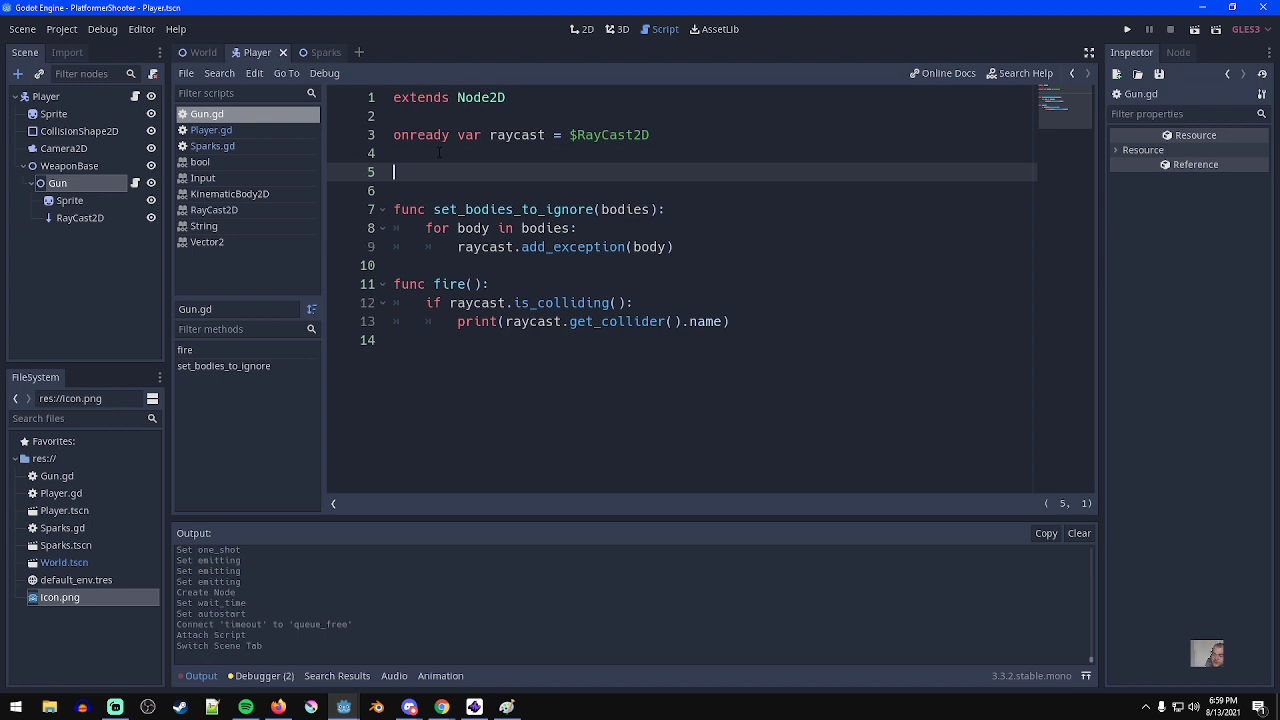 Godot Engine - PlatformerShooter - Player.tscn
Scene Project Debug Editor Help
2D 3D Script AssetLib
GLES3
Scene Import
Filter nodes
Player
Sprite
CollisionShape2D
Camera2D
WeaponBase
Gun
Sprite
RayCast2D
FileSystem
res://icon.png
Search files
Favorites:
res://
Gun.gd
Player.gd
Player.tscn
Sparks.gd
Sparks.tscn
World.tscn
default_env.tres
icon.png
World Player Sparks
File Search Edit Go To Debug
Online Docs Search Help
Filter scripts
Gun.gd
Player.gd
Sparks.gd
bool
Input
KinematicBody2D
RayCast2D
String
Vector2
Gun.gd
Filter methods
fire
set_bodies_to_ignore
1 extends Node2D
2
3 onready var raycast = $RayCast2D
4
5
6
7 func set_bodies_to_ignore(bodies):
8 for body in bodies:
9 raycast.add_exception(body)
10
11 func fire():
12 if raycast.is_colliding():
13 print(raycast.get_collider().name)
14
( 5, 1)
Output:
Copy Clear
Set one_shot
Set emitting
Set emitting
Set emitting
Create Node
Set wait_time
Set autostart
Connect 'timeout' to 'queue_free'
Attach Script
Switch Scene Tab
Output Debugger (2) Search Results Audio Animation
3.3.2.stable.mono
Inspector Node
Gun.gd
Filter properties
Resource
Resource
Reference
6:59 PM
8/13/2021